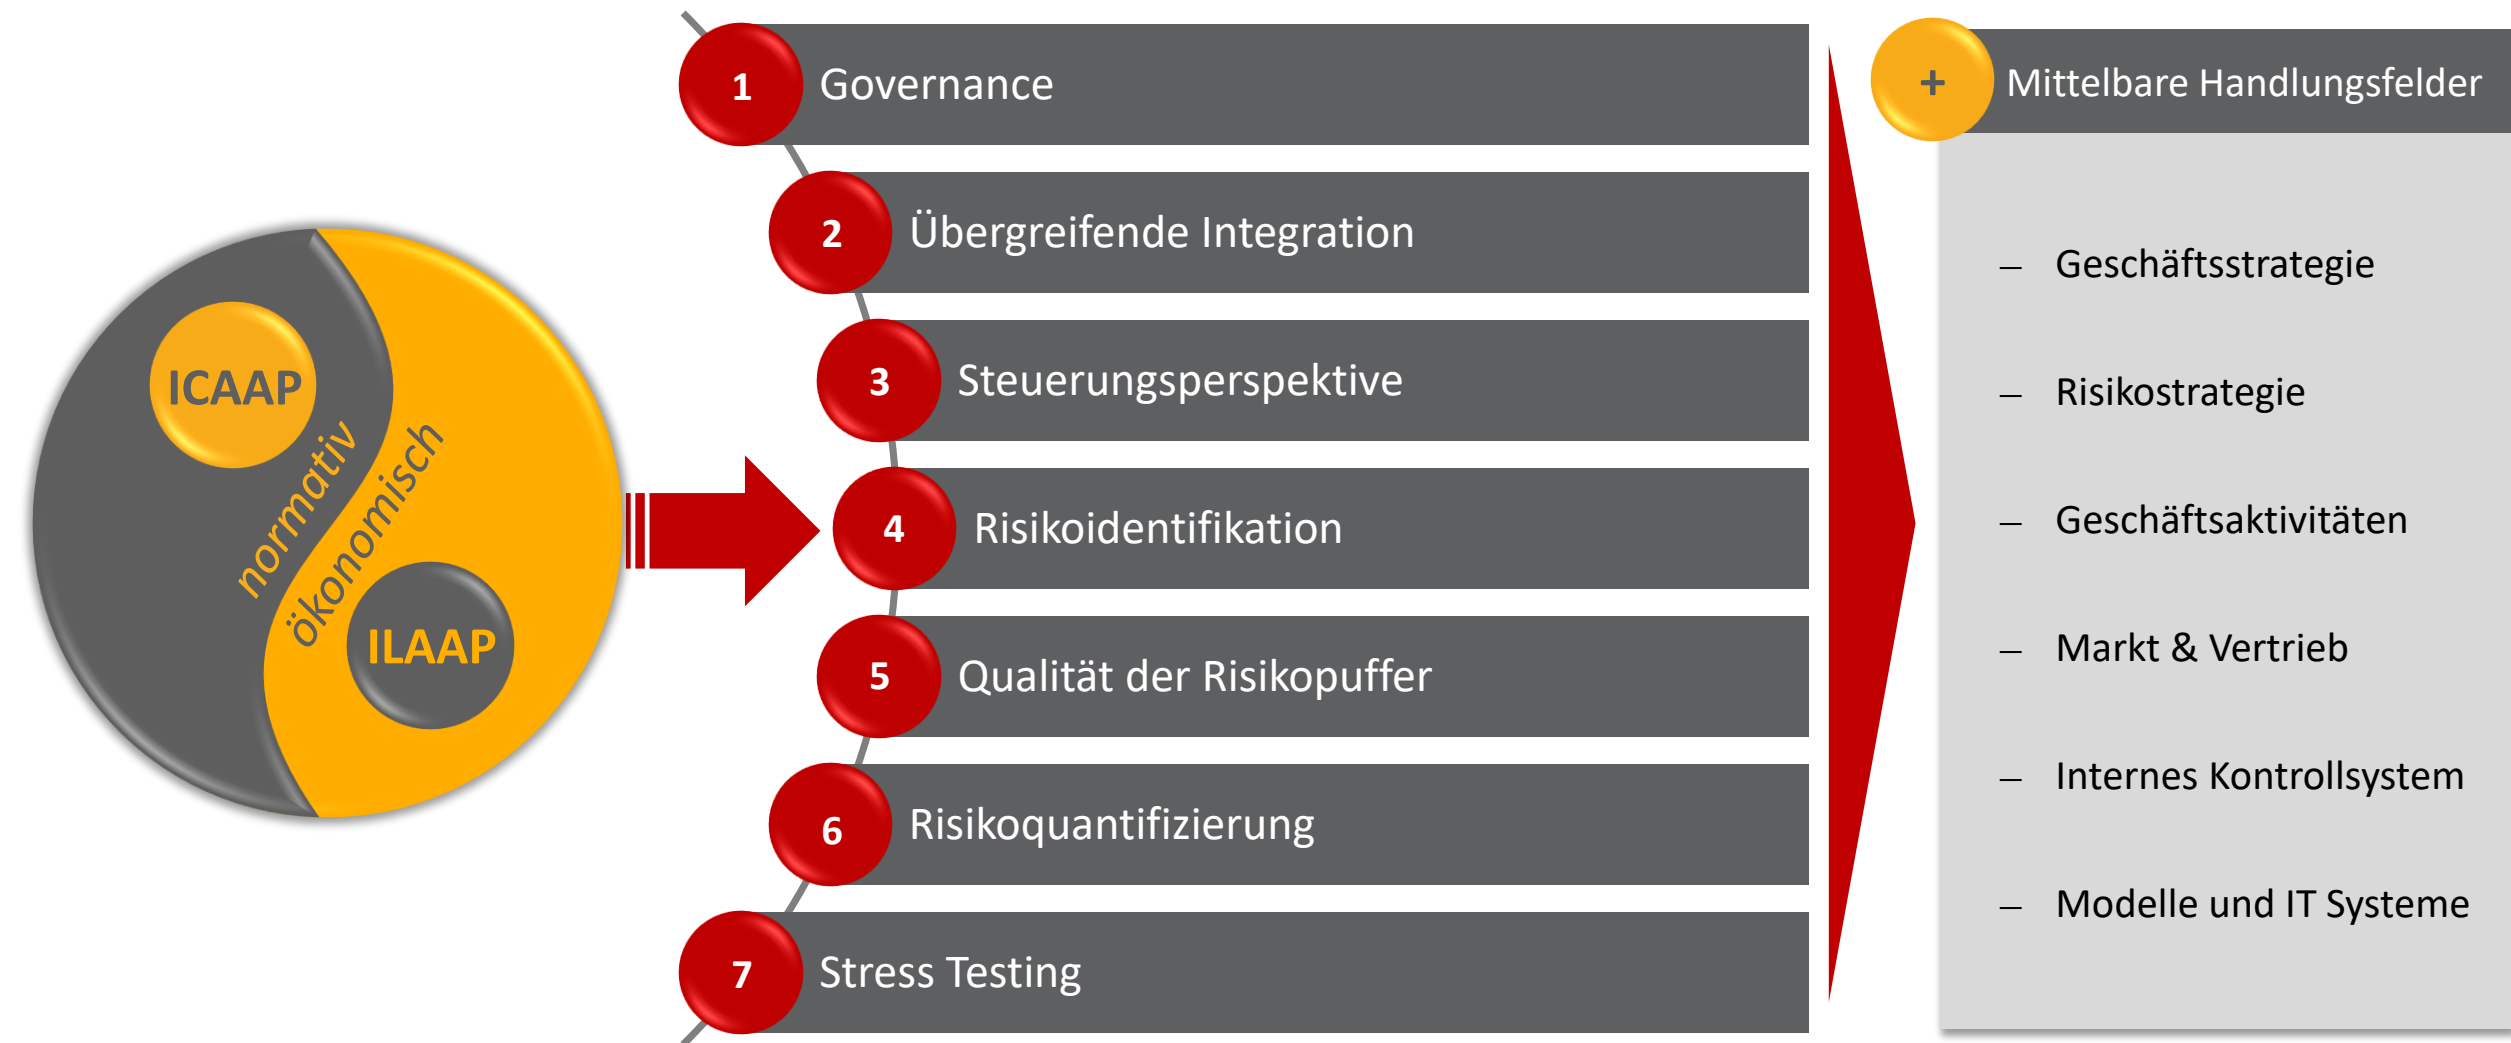 ICAAP
normativ
ökonomisch
ILAAP
1 Governance
2 Übergreifende Integration
3 Steuerungsperspektive
4 Risikoidentifikation
5 Qualität der Risikopuffer
6 Risikoquantifizierung
7 Stress Testing
+ Mittelbare Handlungsfelder
– Geschäftsstrategie
– Risikostrategie
– Geschäftsaktivitäten
– Markt & Vertrieb
– Internes Kontrollsystem
– Modelle und IT Systeme